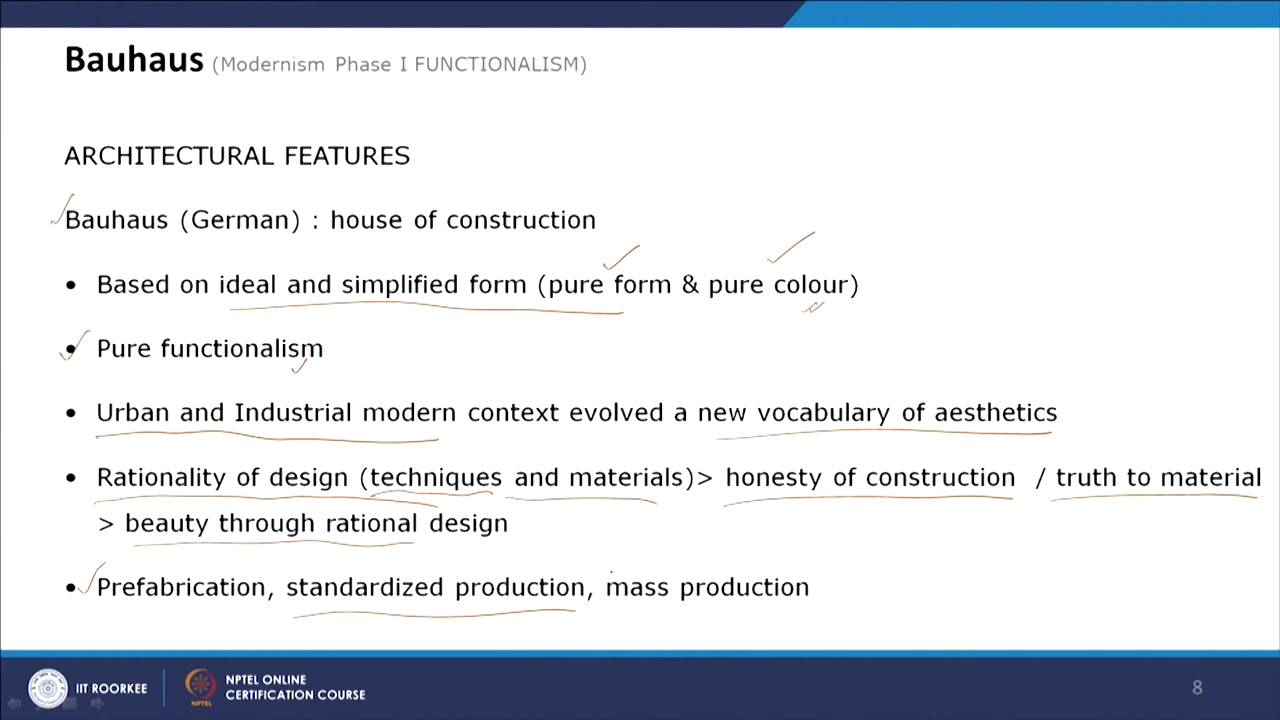 Bauhaus (Modernism Phase I FUNCTIONALISM)
ARCHITECTURAL FEATURES
Bauhaus (German) : house of construction
• Based on ideal and simplified form (pure form & pure colour)
• Pure functionalism
• Urban and Industrial modern context evolved a new vocabulary of aesthetics
• Rationality of design (techniques and materials)> honesty of construction / truth to material
> beauty through rational design
• Prefabrication, standardized production, mass production
IIT ROORKEE
NPTEL ONLINE
CERTIFICATION COURSE
NPTEL
8